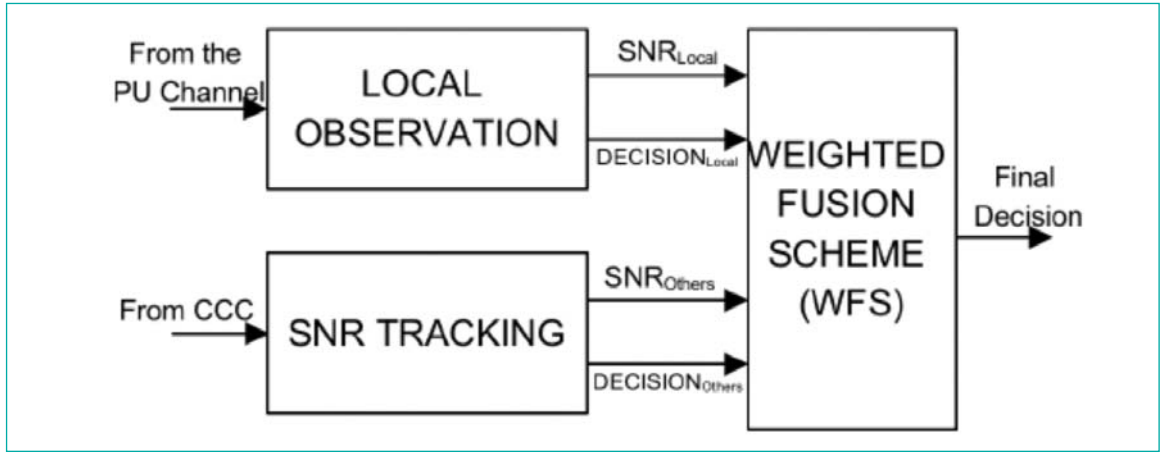 From the
PU Channel
LOCAL
OBSERVATION
SNRLocal
DECISIONLocal
From CCC
SNR TRACKING
SNROthers
DECISIONOthers
WEIGHTED
FUSION
SCHEME
(WFS)
Final
Decision